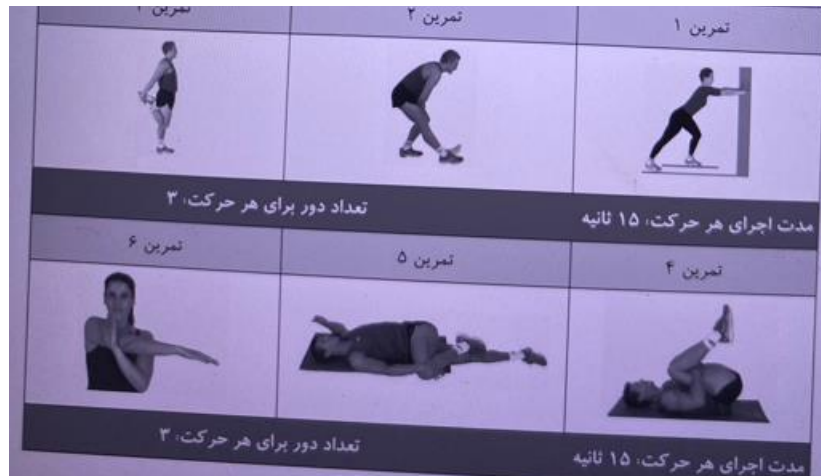 تمرین ۱
تمرین ۲
تمرین
مدت اجرای هر حرکت: ۱۵ ثانیه
تعداد دور برای هر حرکت: ۳
تمرین ۴
تمرین ۵
تمرین ۶
مدت اجرای هر حرکت: ۱۵ ثانیه
تعداد دور برای هر حرکت: ۳